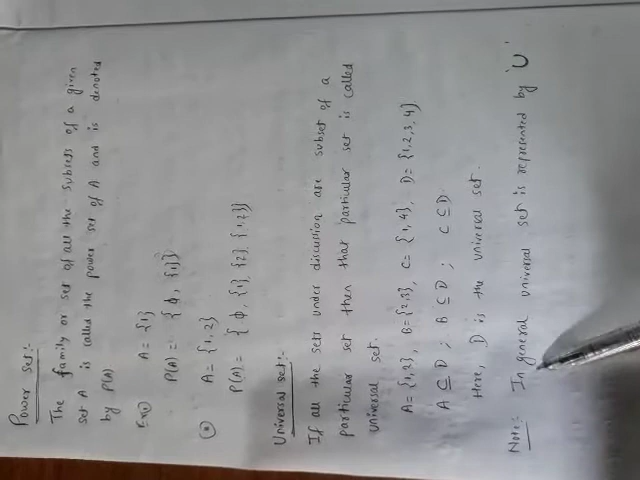 Power set:-
The family or set of all the subsets of a given
set A is called the power set of A and is denoted
by P(A)
Ex① A = {1}
P(A) = {ϕ, {1}}
② A = {1,2}
P(A) = {ϕ, {1}, {2}, {1,2}}
Universal set:-
If all the sets under discussion are subset of a
particular set then that particular set is called
universal set.
A = {1,2}, B = {2,3}, C = {1,4}, D = {1,2,3,4}
A ⊆ D ; B ⊆ D ; C ⊆ D.
Here, D is the universal set.
Note:- In general universal set is represented by 'U'